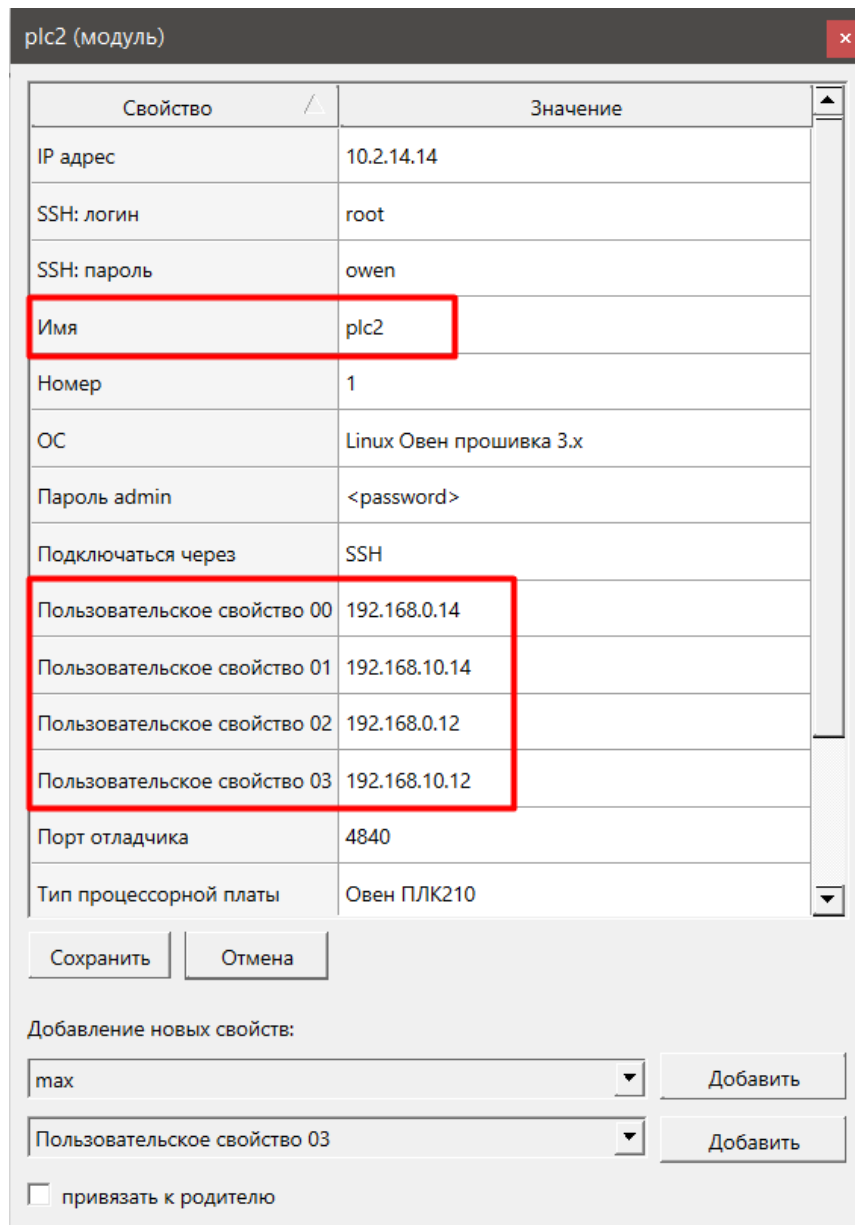 plc2 (модуль)
Свойство Значение
IP адрес 10.2.14.14
SSH: логин root
SSH: пароль owen
Имя plc2
Номер 1
ОС Linux Овен прошивка 3.x
Пароль admin <password>
Подключаться через SSH
Пользовательское свойство 00 192.168.0.14
Пользовательское свойство 01 192.168.10.14
Пользовательское свойство 02 192.168.0.12
Пользовательское свойство 03 192.168.10.12
Порт отладчика 4840
Тип процессорной платы Овен ПЛК210
Сохранить Отмена
Добавление новых свойств:
max Добавить
Пользовательское свойство 03 Добавить
привязать к родителю